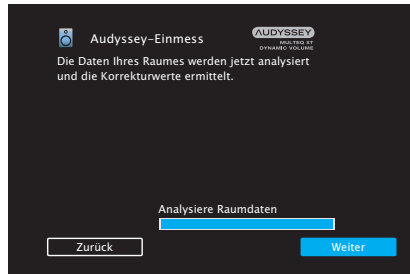 Audyssey-Einmess
AUDYSSEY
MULTEQ XT
DYNAMIC VOLUME
Die Daten Ihres Raumes werden jetzt analysiert
und die Korrekturwerte ermittelt.
Analysiere Raumdaten
Zurück
Weiter